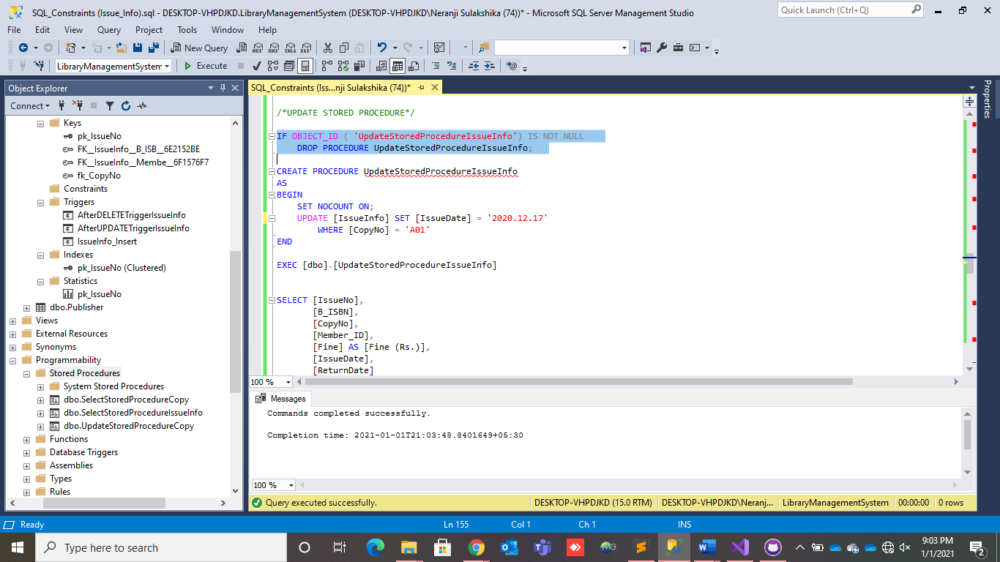 SQL_Constraints (Issue_Info).sql - DESKTOP-VHPDJKD.LibraryManagementSystem (DESKTOP-VHPDJKD\Neranji Sulakshika (74))* - Microsoft SQL Server Management Studio
Quick Launch (Ctrl+Q)
File Edit View Query Project Tools Window Help
New Query MDX DMX XMLA DAX
LibraryManagementSystem Execute
Object Explorer
SQL_Constraints (Iss...nji Sulakshika (74))*
Properties
Connect
Keys
pk_IssueNo
FK__IssueInfo__B_ISB__6E2152BE
FK__IssueInfo__Membe__6F1576F7
fk_CopyNo
Constraints
Triggers
AfterDELETETriggerIssueInfo
AfterUPDATETriggerIssueInfo
IssueInfo_Insert
Indexes
pk_IssueNo (Clustered)
Statistics
pk_IssueNo
dbo.Publisher
Views
External Resources
Synonyms
Programmability
Stored Procedures
System Stored Procedures
dbo.SelectStoredProcedureCopy
dbo.SelectStoredProcedureIssueInfo
dbo.UpdateStoredProcedureCopy
Functions
Database Triggers
Assemblies
Types
Rules
/*UPDATE STORED PROCEDURE*/
IF OBJECT_ID ( 'UpdateStoredProcedureIssueInfo') IS NOT NULL
DROP PROCEDURE UpdateStoredProcedureIssueInfo;
CREATE PROCEDURE UpdateStoredProcedureIssueInfo
AS
BEGIN
SET NOCOUNT ON;
UPDATE [IssueInfo] SET [IssueDate] = '2020.12.17'
WHERE [CopyNo] = 'A01'
END
EXEC [dbo].[UpdateStoredProcedureIssueInfo]
SELECT [IssueNo],
[B_ISBN],
[CopyNo],
[Member_ID],
[Fine] AS [Fine (Rs.)],
[IssueDate],
[ReturnDate]
100 %
Messages
Commands completed successfully.
Completion time: 2021-01-01T21:03:48.8401649+05:30
100 %
Query executed successfully. DESKTOP-VHPDJKD (15.0 RTM) DESKTOP-VHPDJKD\Neranj... LibraryManagementSystem 00:00:00 0 rows
Ready Ln 155 Col 1 Ch 1 INS
Type here to search
9:03 PM
1/1/2021
2